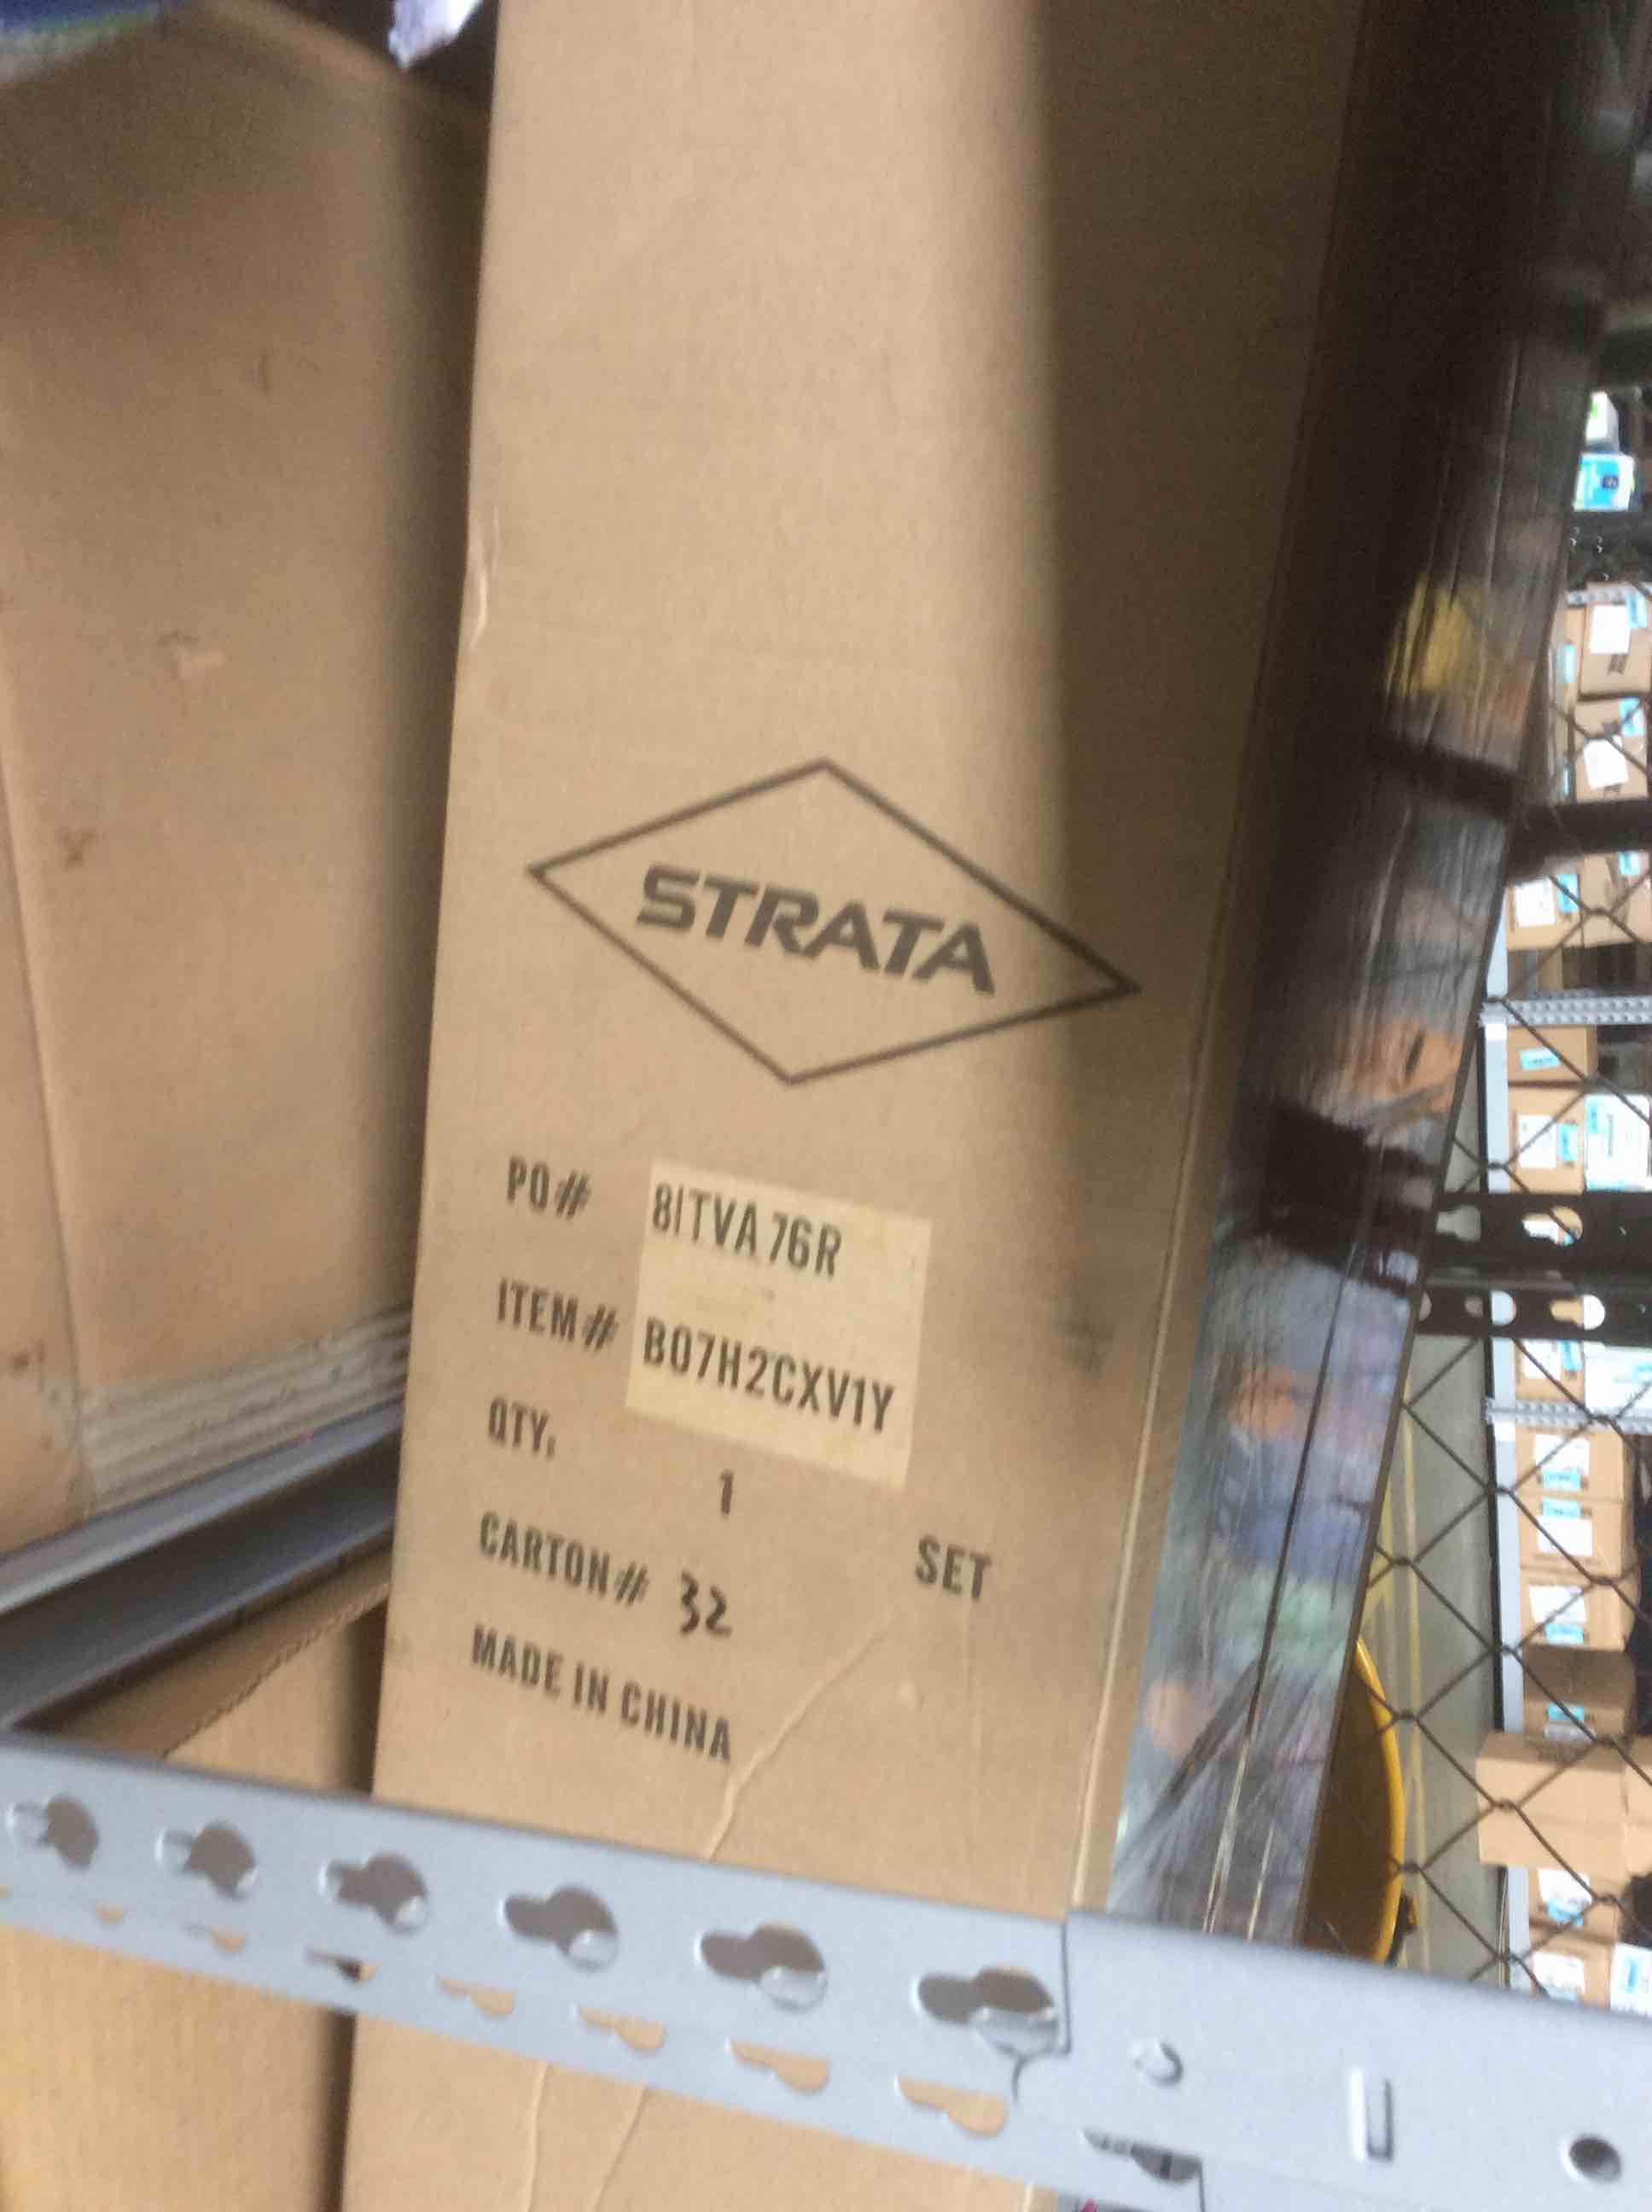 STRATA
PO# 8ITVA76R
ITEM# B07H2CXV1Y
QTY. 1 SET
CARTON# 32
MADE IN CHINA